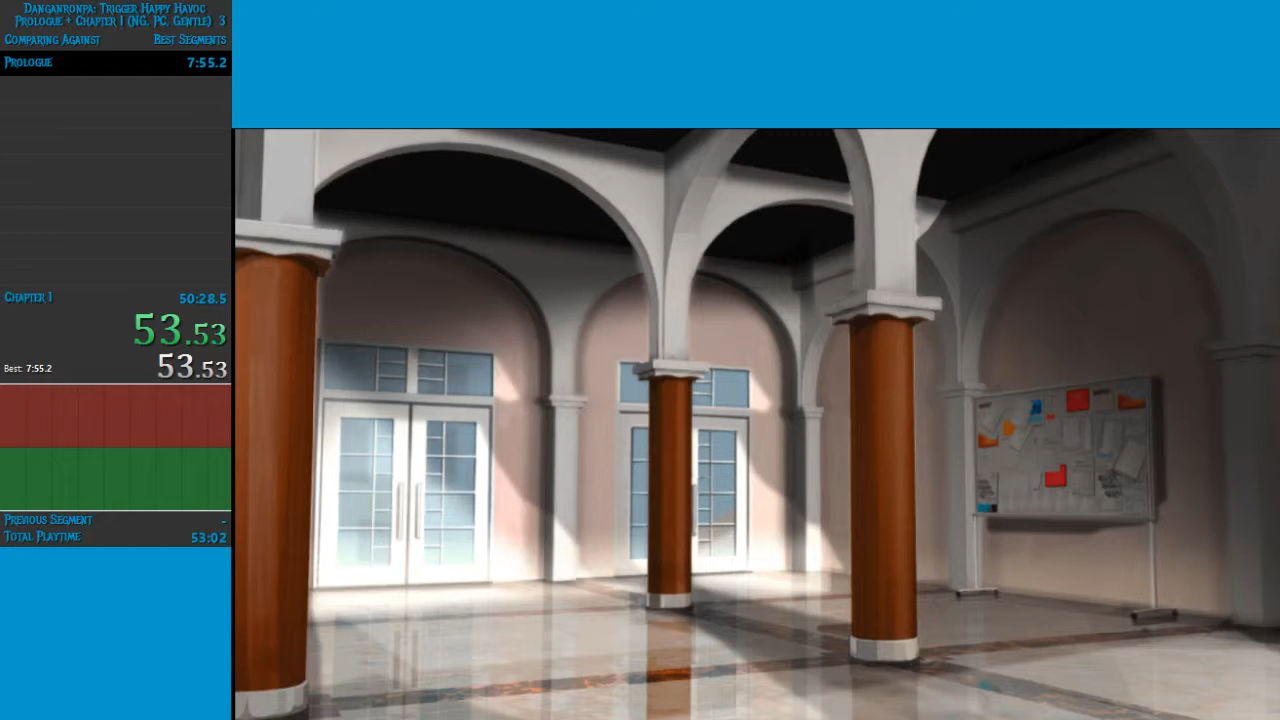 Danganronpa: Trigger Happy Havoc
Prologue + Chapter 1 (NG, PC, Gentle) 3
Comparing Against Best Segments
Prologue 7:55.2
Chapter 1 50:28.5
53.53
Best: 7:55.2 53.53
Previous Segment -
Total Playtime 53:02